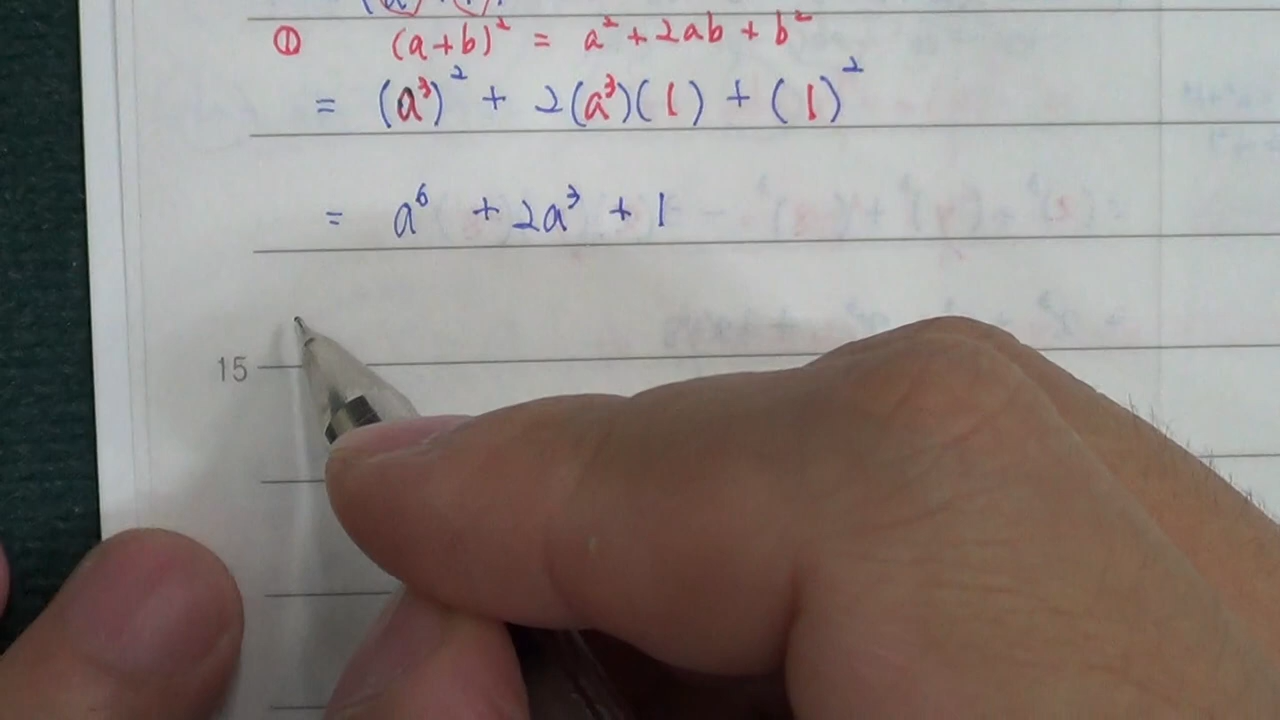 ① (a+b)² = a² + 2ab + b²
= (a³)² + 2(a³)(1) + (1)²
= a⁶ + 2a³ + 1
15